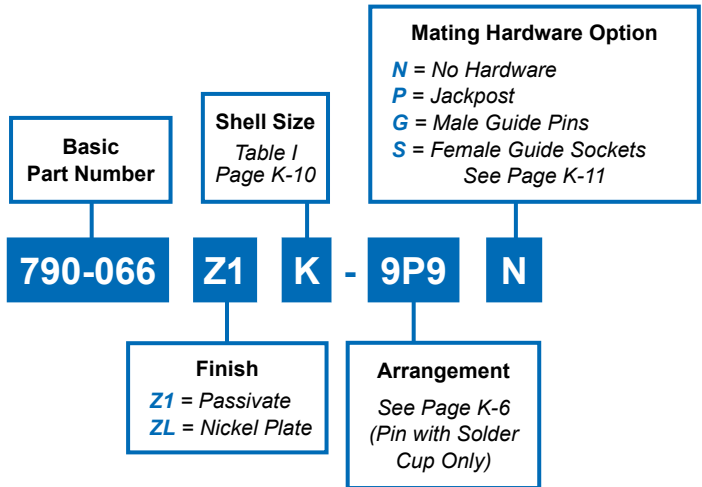 Mating Hardware Option
N = No Hardware
P = Jackpost
G = Male Guide Pins
S = Female Guide Sockets
See Page K-11
Shell Size
Table I
Page K-10
Basic
Part Number
790-066 Z1 K - 9P9 N
Finish
Z1 = Passivate
ZL = Nickel Plate
Arrangement
See Page K-6
(Pin with Solder
Cup Only)